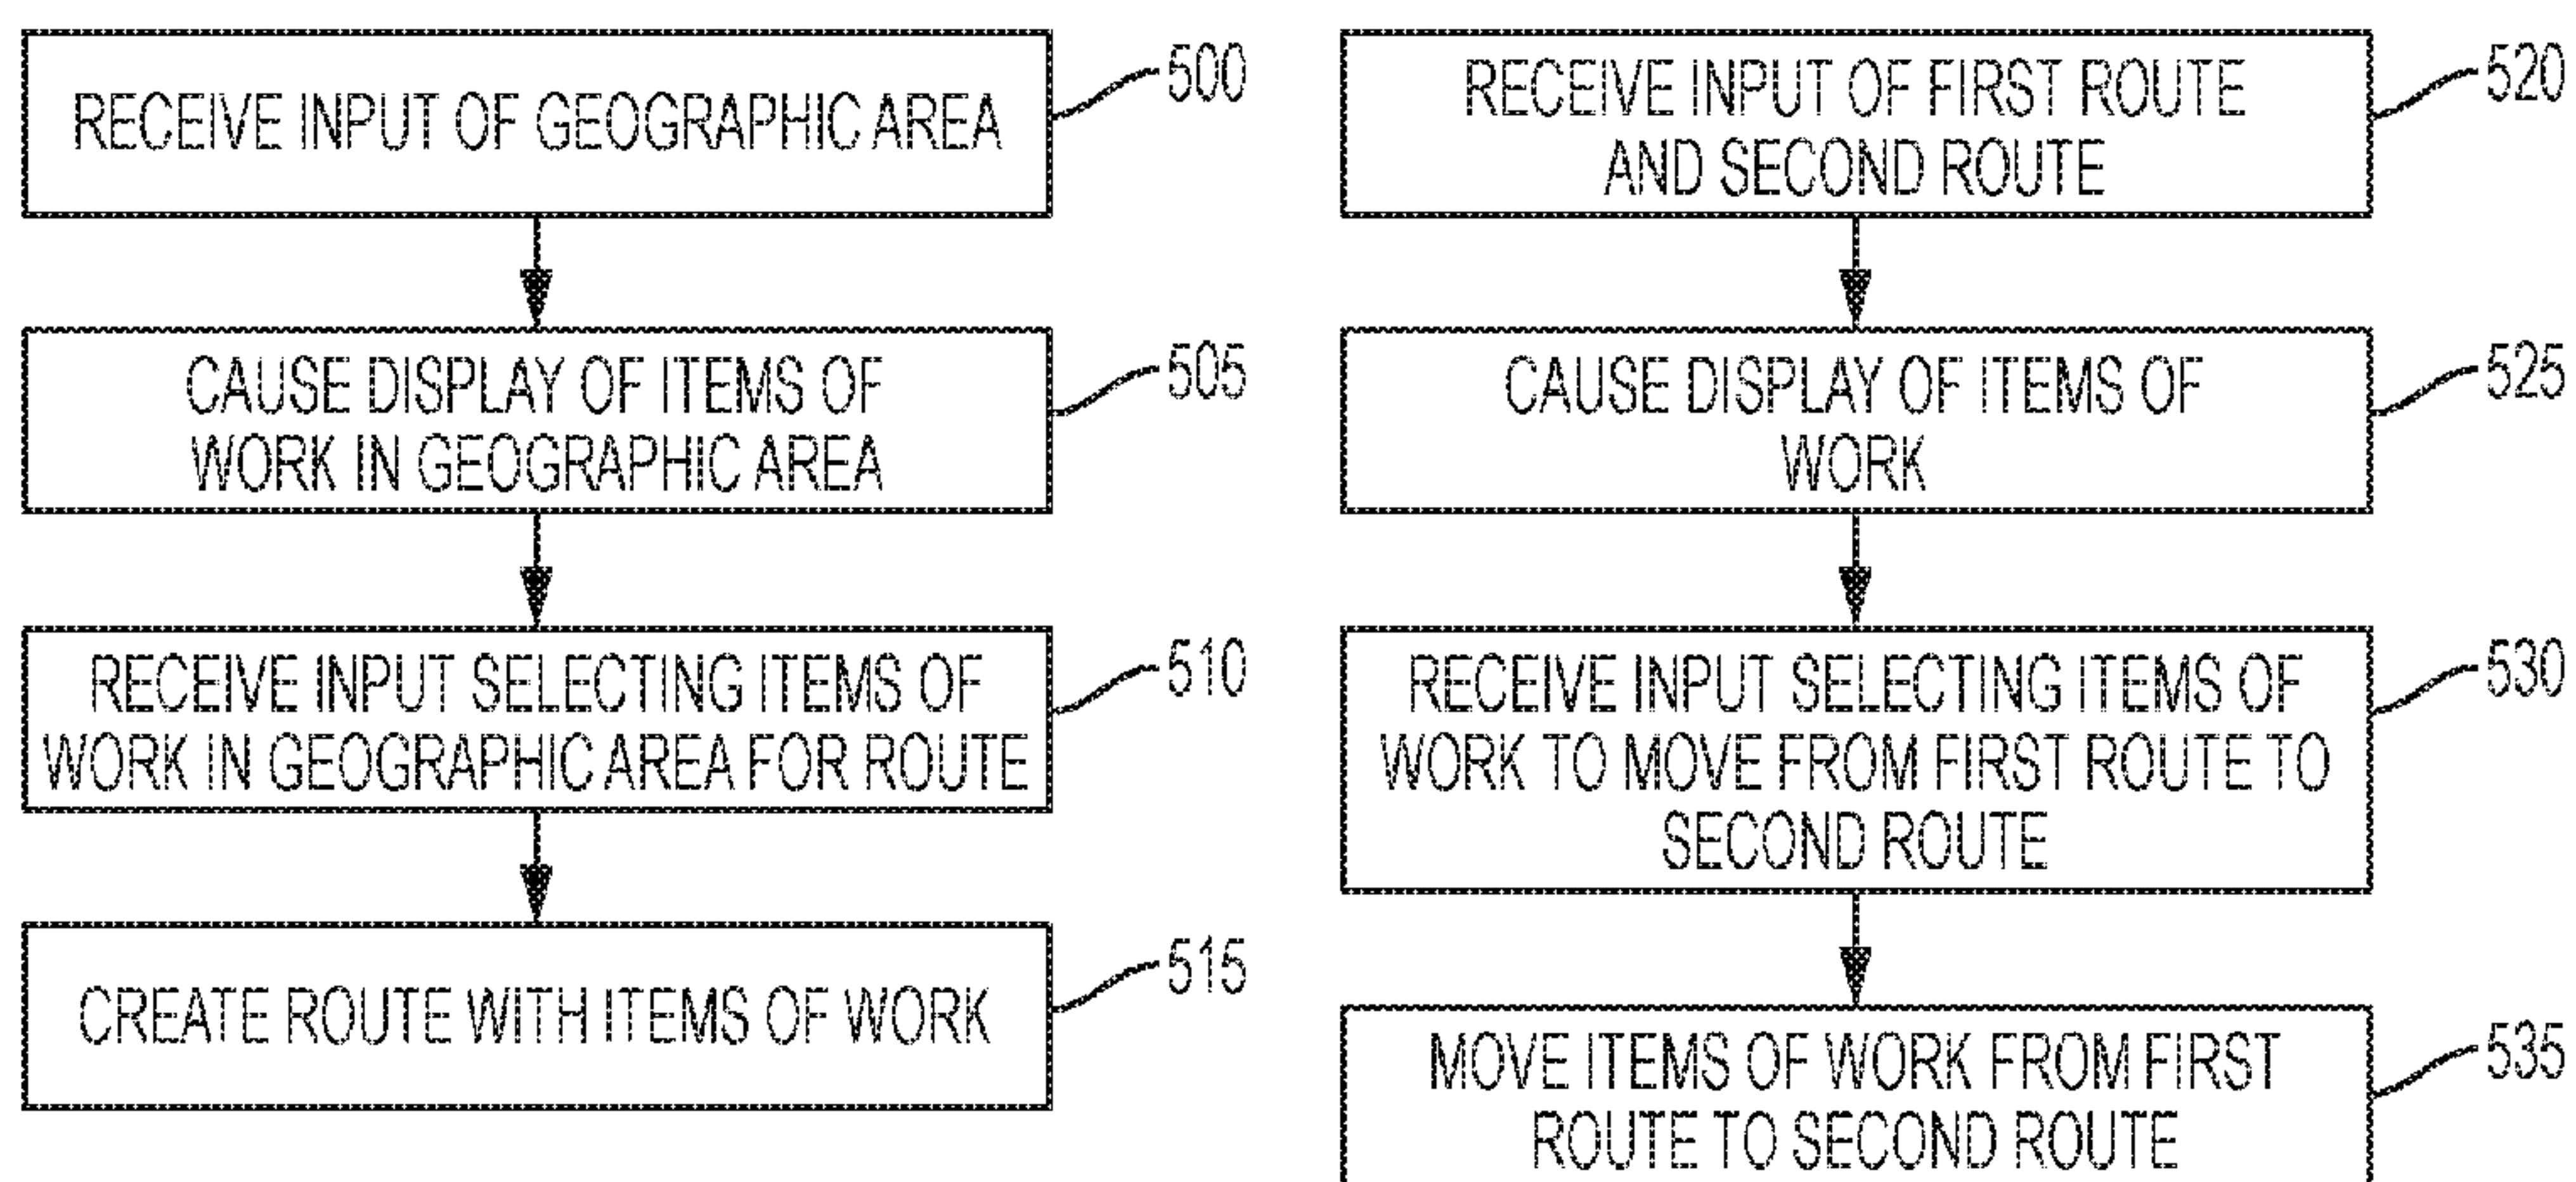 RECEIVE INPUT OF GEOGRAPHIC AREA
500
CAUSE DISPLAY OF ITEMS OF
WORK IN GEOGRAPHIC AREA
505
RECEIVE INPUT SELECTING ITEMS OF
WORK IN GEOGRAPHIC AREA FOR ROUTE
510
CREATE ROUTE WITH ITEMS OF WORK
515
RECEIVE INPUT OF FIRST ROUTE
AND SECOND ROUTE
520
CAUSE DISPLAY OF ITEMS OF
WORK
525
RECEIVE INPUT SELECTING ITEMS OF
WORK TO MOVE FROM FIRST ROUTE TO
SECOND ROUTE
530
MOVE ITEMS OF WORK FROM FIRST
ROUTE TO SECOND ROUTE
535